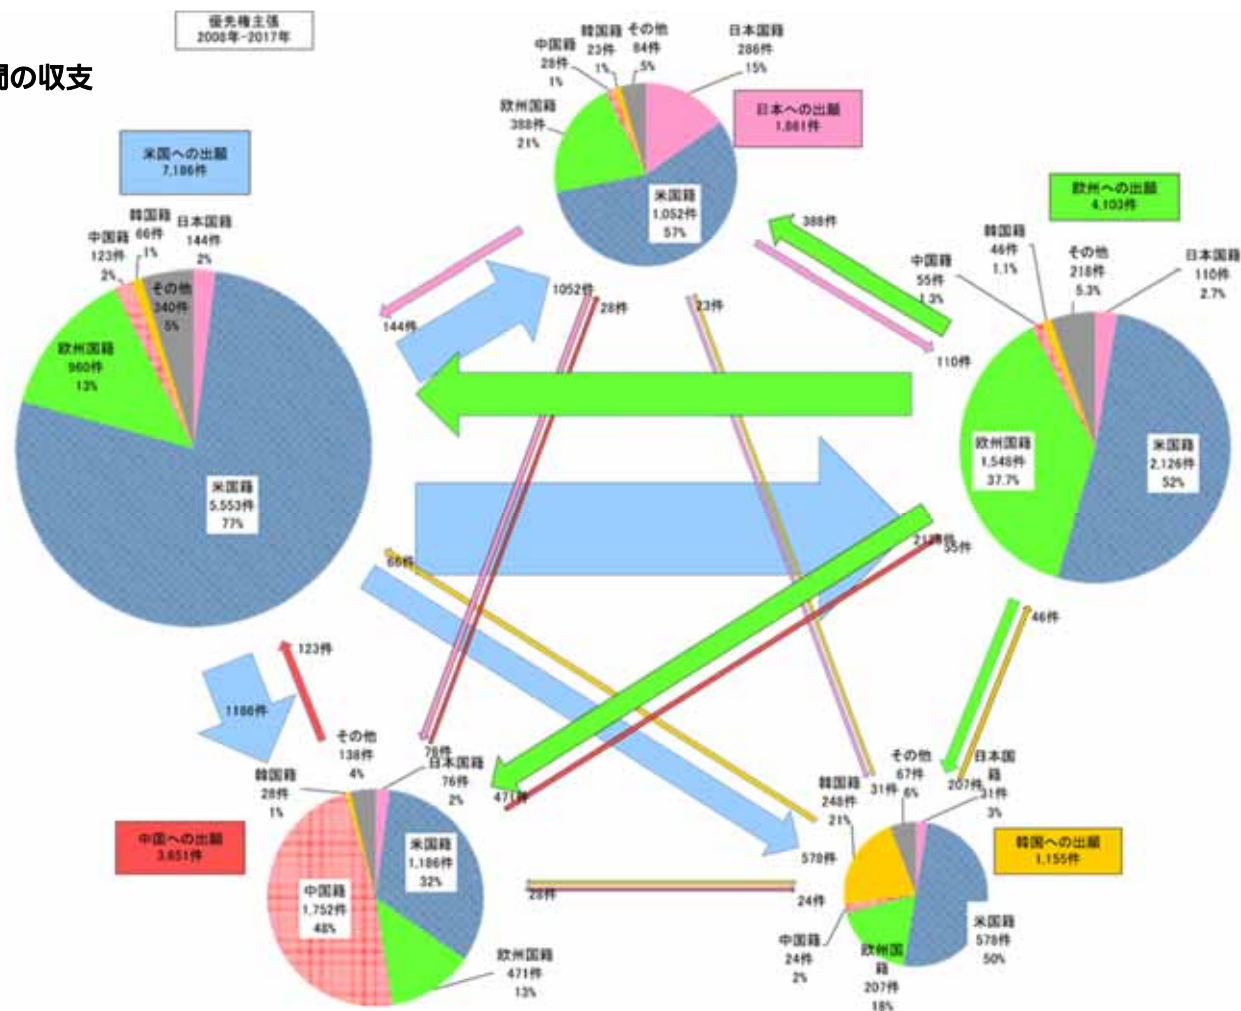 優先権主張
2008年-2017年
間の収支
韓国籍
23件
1%
その他
84件
5%
日本国籍
286件
15%
中国籍
28件
1%
欧州国籍
388件
21%
米国籍
1,052件
57%
日本への出願
1,861件
米国への出願
7,186件
韓国籍
66件
1%
日本国籍
144件
2%
中国籍
123件
2%
その他
340件
5%
欧州国籍
960件
13%
米国籍
5,553件
77%
欧州への出願
4,103件
韓国籍
46件
1.1%
その他
218件
5.3%
日本国籍
110件
2.7%
中国籍
55件
1.3%
欧州国籍
1,548件
37.7%
米国籍
2,126件
52%
388件
144件
1052件
28件
23件
110件
66件
55件
123件
46件
1186件
76件
471件
31件
207件
578件
28件
24件
中国への出願
3,651件
その他
138件
4%
日本国籍
76件
2%
韓国籍
28件
1%
米国籍
1,186件
32%
中国籍
1,752件
48%
欧州国籍
471件
13%
韓国への出願
1,155件
その他
67件
6%
日本国
籍
31件
3%
韓国籍
248件
21%
米国籍
578件
50%
中国籍
24件
2%
欧州国
籍
207件
18%